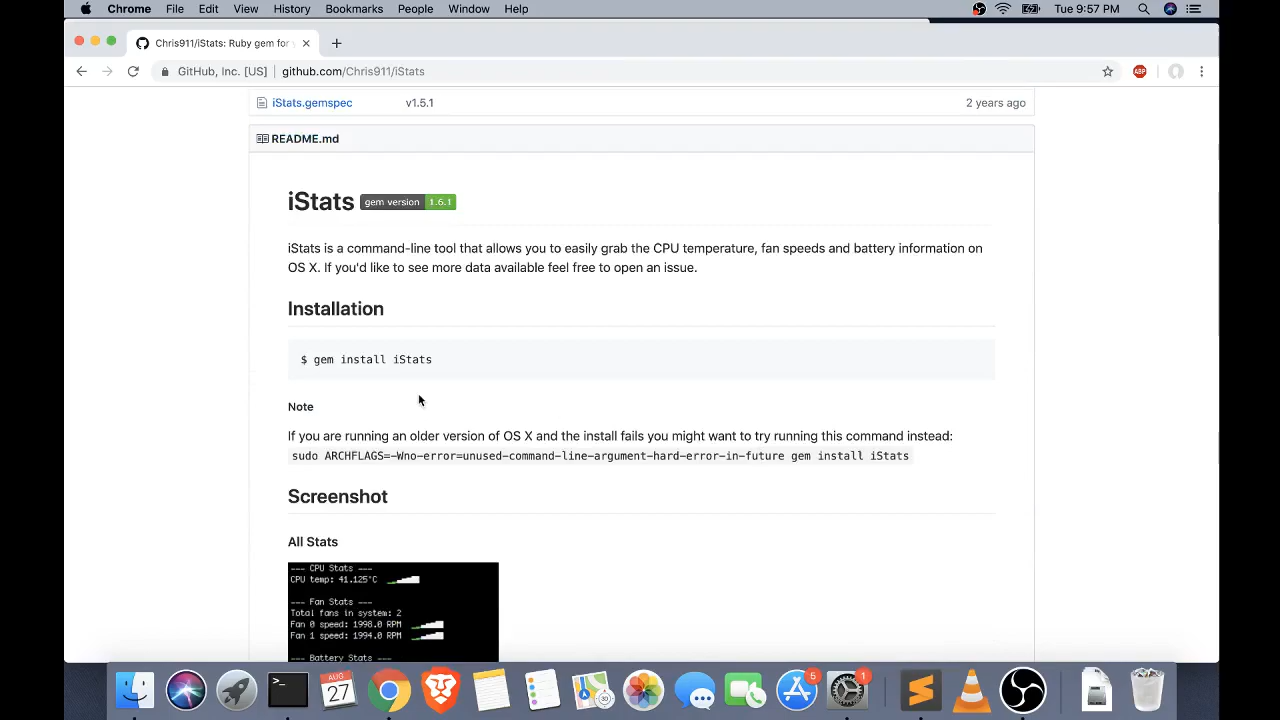 Chrome File Edit View History Bookmarks People Window Help Tue 9:57 PM
Chris911/iStats: Ruby gem for
GitHub, Inc. [US] github.com/Chris911/iStats ABP
iStats.gemspec v1.5.1 2 years ago
README.md
iStats gem version 1.6.1
iStats is a command-line tool that allows you to easily grab the CPU temperature, fan speeds and battery information on
OS X. If you'd like to see more data available feel free to open an issue.
Installation
$ gem install iStats
Note
If you are running an older version of OS X and the install fails you might want to try running this command instead:
sudo ARCHFLAGS=-Wno-error=unused-command-line-argument-hard-error-in-future gem install iStats
Screenshot
All Stats
--- CPU Stats ---
CPU temp: 41.125°C
--- Fan Stats ---
Total fans in system: 2
Fan 0 speed: 1998.0 RPM
Fan 1 speed: 1994.0 RPM
--- Battery Stats ---
>_ AUG 27 30 5 1